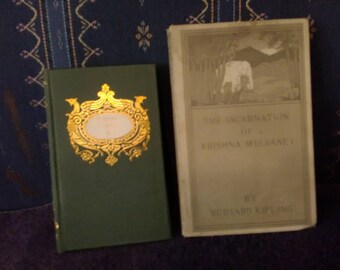 THE INCARNATION
OF
KRISHNA MULVANEY
BY
RUDYARD KIPLING